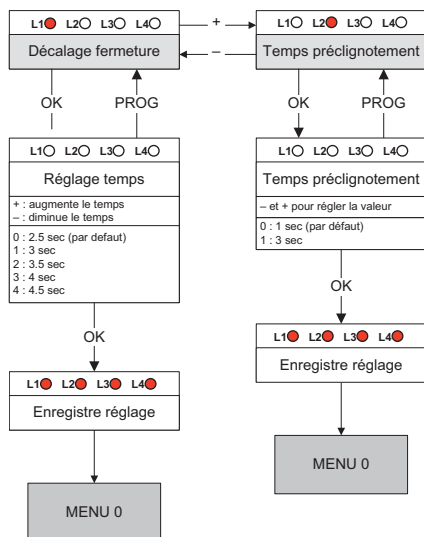 L1 L2 L3 L4
Décalage fermeture
+
–
L1 L2 L3 L4
Temps préclignotement
OK
PROG
OK
PROG
L1 L2 L3 L4
Réglage temps
+ : augmente le temps
– : diminue le temps
0 : 2.5 sec (par defaut)
1 : 3 sec
2 : 3.5 sec
3 : 4 sec
4 : 4.5 sec
L1 L2 L3 L4
Temps préclignotement
– et + pour régler la valeur
0 : 1 sec (par défaut)
1 : 3 sec
OK
OK
L1 L2 L3 L4
Enregistre réglage
L1 L2 L3 L4
Enregistre réglage
MENU 0
MENU 0